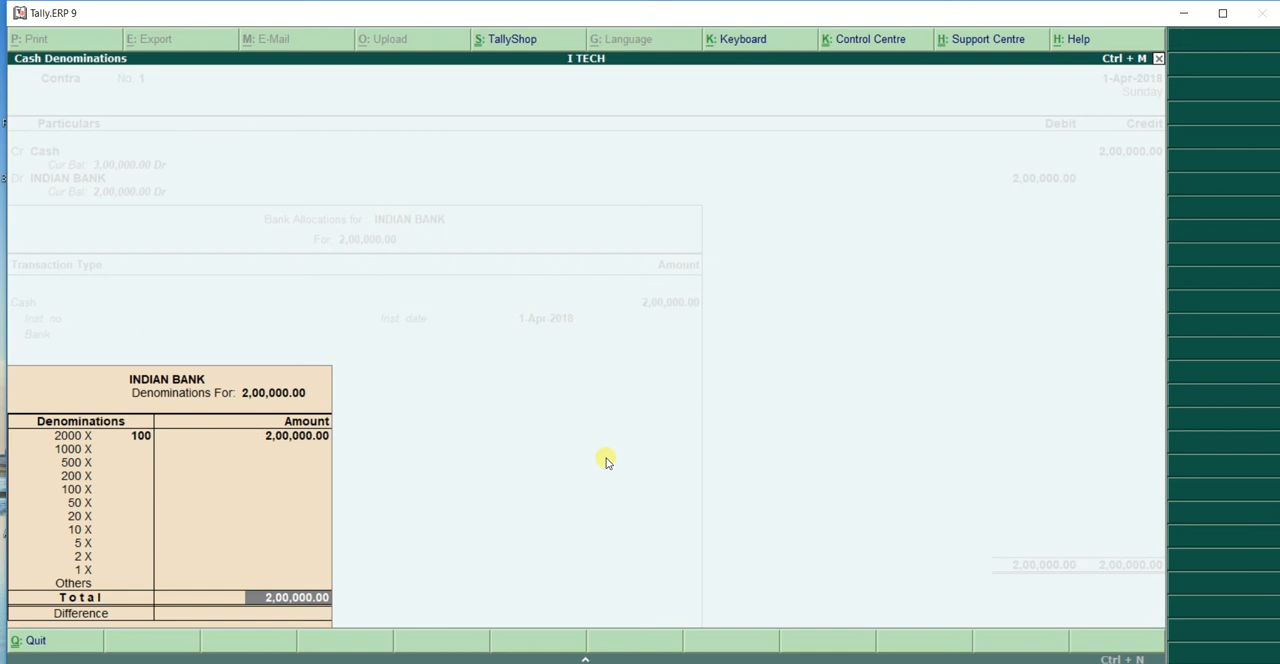 Tally.ERP 9
P: Print E: Export M: E-Mail O: Upload S: TallyShop G: Language K: Keyboard K: Control Centre H: Support Centre H: Help
Cash Denominations I TECH Ctrl + M
Contra No: 1 1-Apr-2018
Sunday
Particulars Debit Credit
Cr Cash 2,00,000.00
Cur Bal: 3,00,000.00 Dr
Dr INDIAN BANK 2,00,000.00
Cur Bal: 2,00,000.00 Dr
Bank Allocations for : INDIAN BANK
For: 2,00,000.00
Transaction Type Amount
Cash 2,00,000.00
Inst. no Inst. date 1-Apr-2018
Bank
INDIAN BANK
Denominations For: 2,00,000.00
Denominations Amount
2000 X 100 2,00,000.00
1000 X
500 X
200 X
100 X
50 X
20 X
10 X
5 X
2 X
1 X
Others
2,00,000.00 2,00,000.00
Total 2,00,000.00
Difference
Q: Quit
Ctrl + N